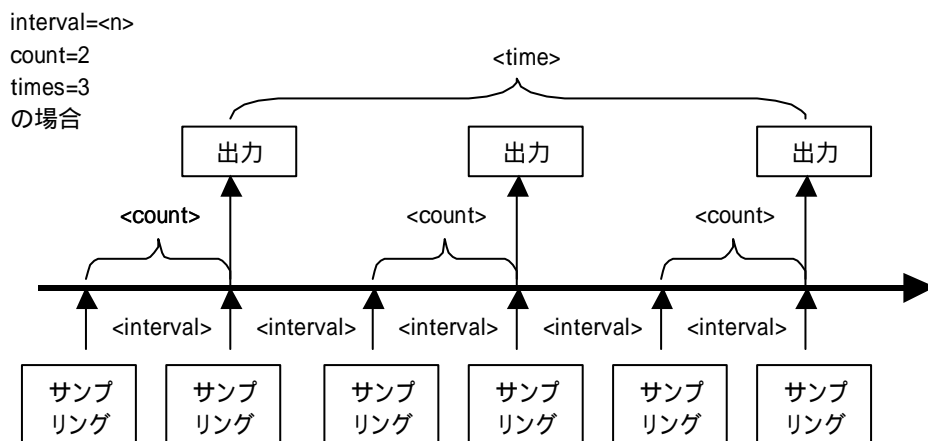 interval=<n>
count=2
times=3
の場合
<time>
出力
出力
出力
<count>
<count>
<count>
<interval>
<interval>
<interval>
<interval>
<interval>
サンプ
リング
サンプ
リング
サンプ
リング
サンプ
リング
サンプ
リング
サンプ
リング